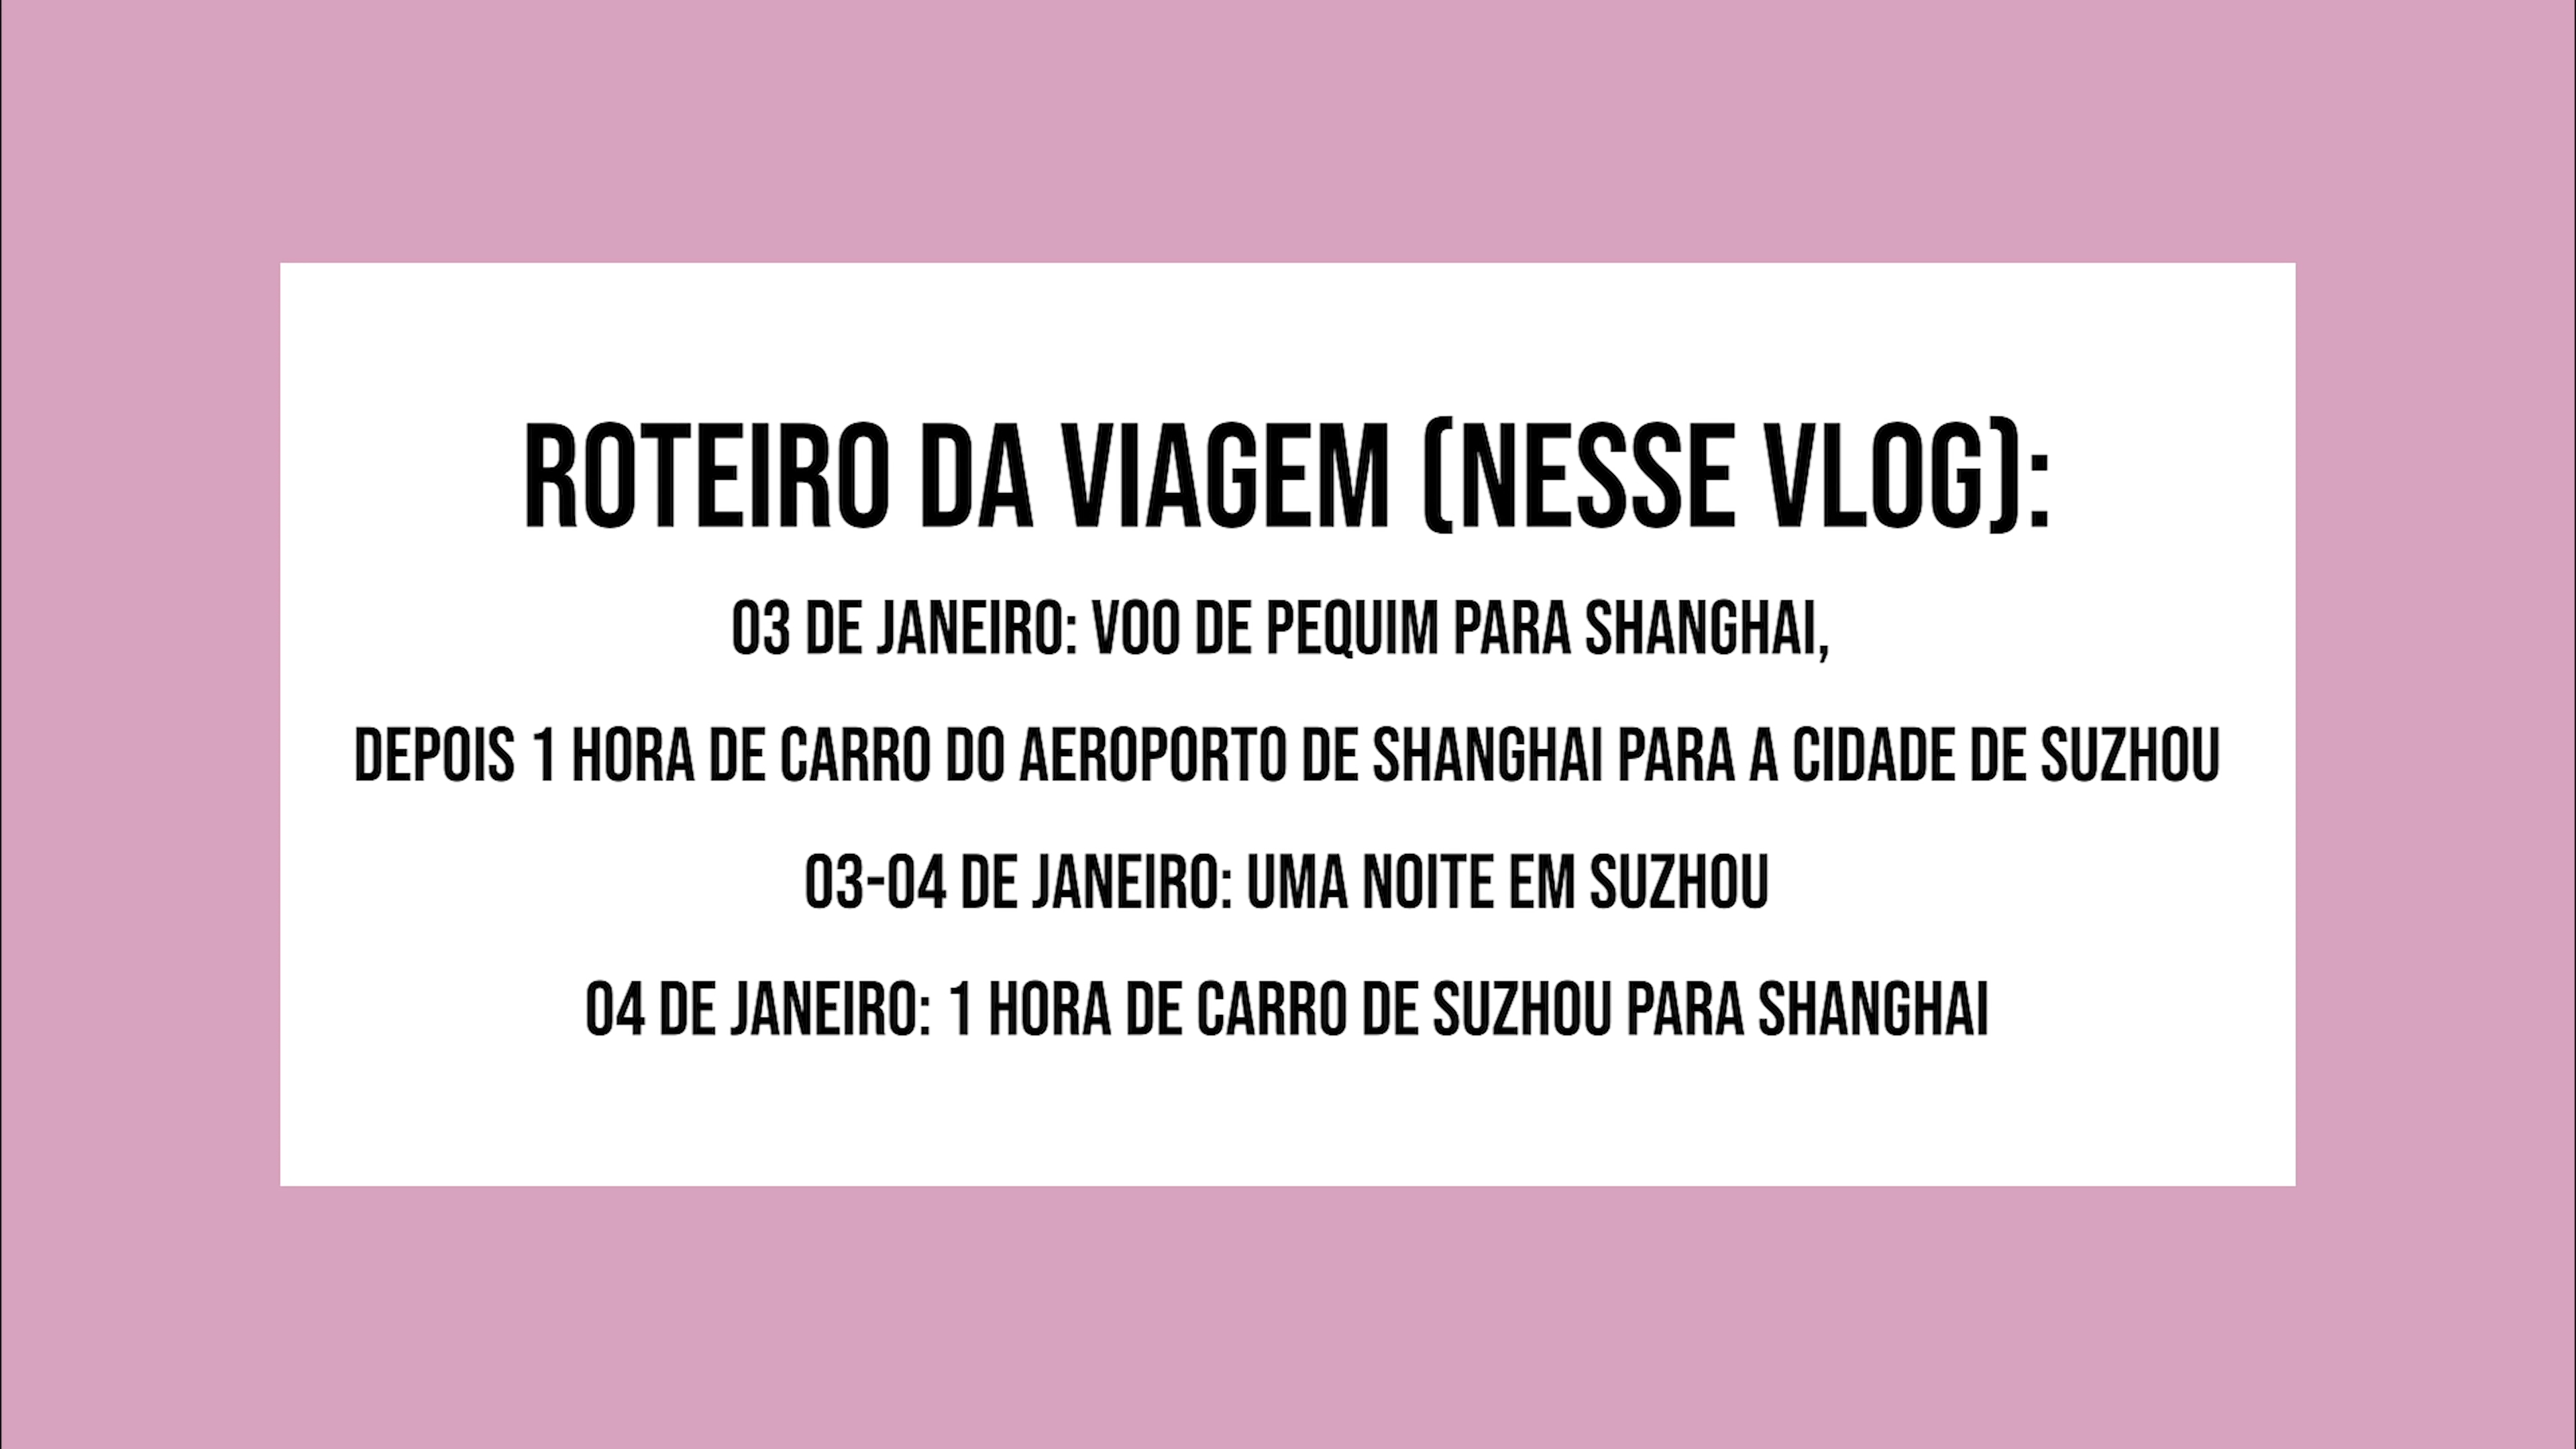 ROTEIRO DA VIAGEM (NESSE VLOG):
03 DE JANEIRO: VOO DE PEQUIM PARA SHANGHAI,
DEPOIS 1 HORA DE CARRO DO AEROPORTO DE SHANGHAI PARA A CIDADE DE SUZHOU
03-04 DE JANEIRO: UMA NOITE EM SUZHOU
04 DE JANEIRO: 1 HORA DE CARRO DE SUZHOU PARA SHANGHAI